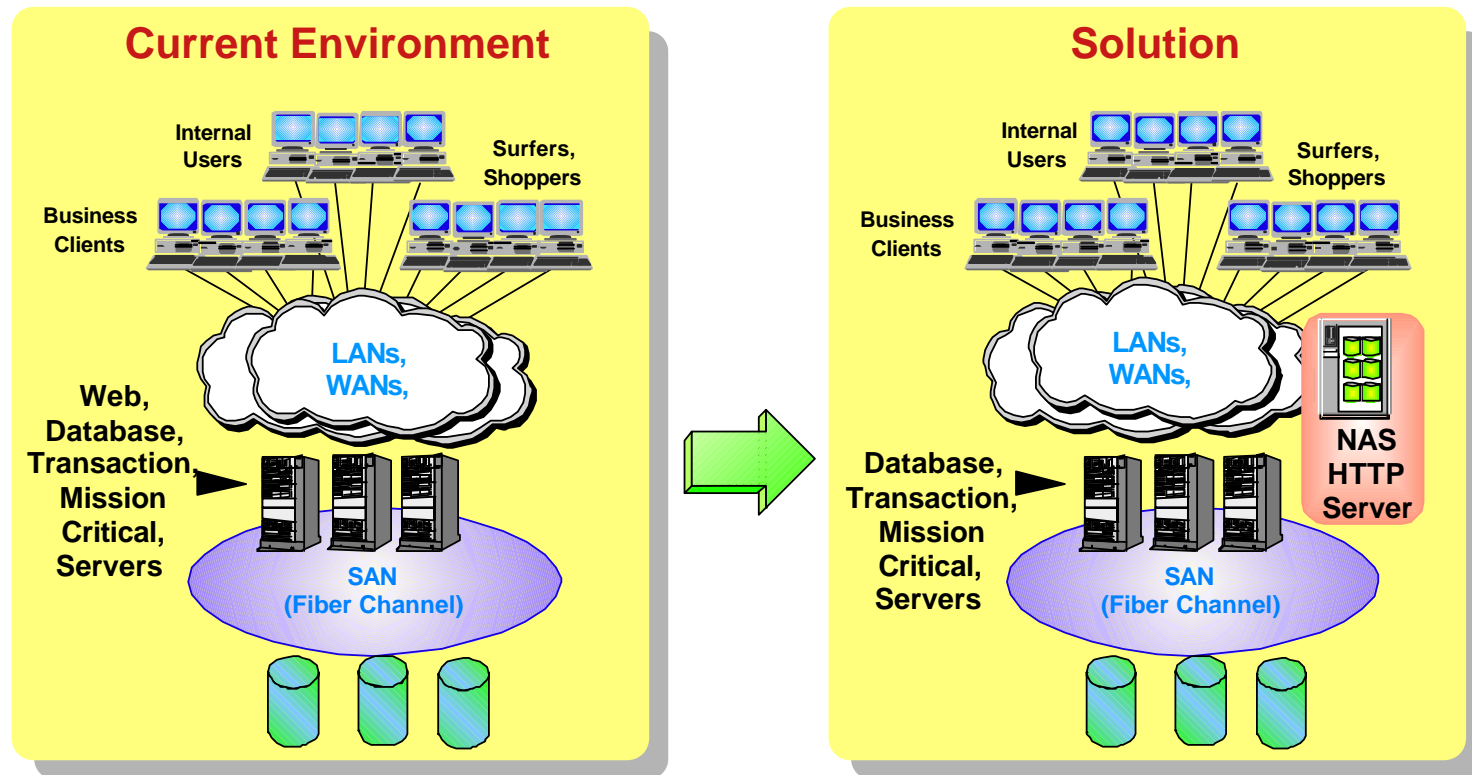 Current Environment
Internal
Users
Surfers,
Shoppers
Business
Clients
LANs,
WANs,
Web,
Database,
Transaction,
Mission
Critical,
Servers
SAN
(Fiber Channel)
Solution
Internal
Users
Surfers,
Shoppers
Business
Clients
LANs,
WANs,
NAS
HTTP
Server
Database,
Transaction,
Mission
Critical,
Servers
SAN
(Fiber Channel)